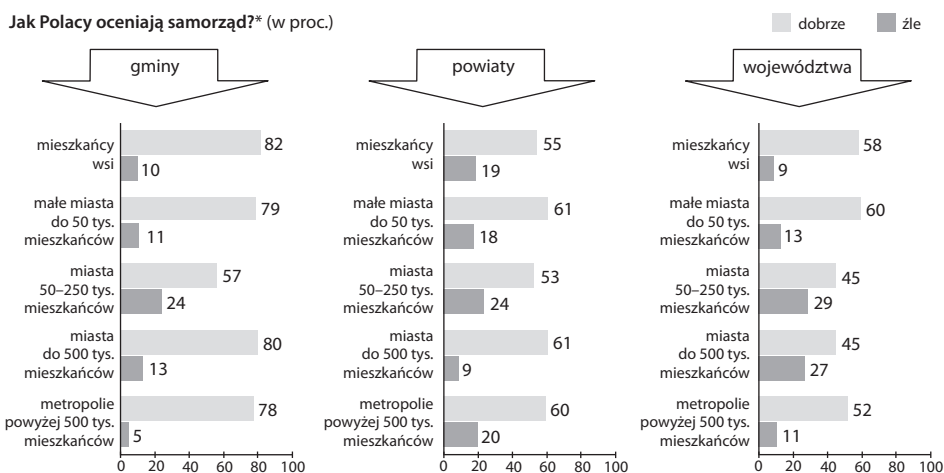 Jak Polacy oceniają samorząd?* (w proc.)
dobrze
źle
gminy
mieszkańcy
wsi
82
10
małe miasta
do 50 tys.
mieszkańców
79
11
miasta
50–250 tys.
mieszkańców
57
24
miasta
do 500 tys.
mieszkańców
80
13
metropolie
powyżej 500 tys.
mieszkańców
78
5
0 20 40 60 80 100
powiaty
mieszkańcy
wsi
55
19
małe miasta
do 50 tys.
mieszkańców
61
18
miasta
50–250 tys.
mieszkańców
53
24
miasta
do 500 tys.
mieszkańców
61
9
metropolie
powyżej 500 tys.
mieszkańców
60
20
0 20 40 60 80 100
województwa
mieszkańcy
wsi
58
9
małe miasta
do 50 tys.
mieszkańców
60
13
miasta
50–250 tys.
mieszkańców
45
29
miasta
do 500 tys.
mieszkańców
45
27
metropolie
powyżej 500 tys.
mieszkańców
52
11
0 20 40 60 80 100